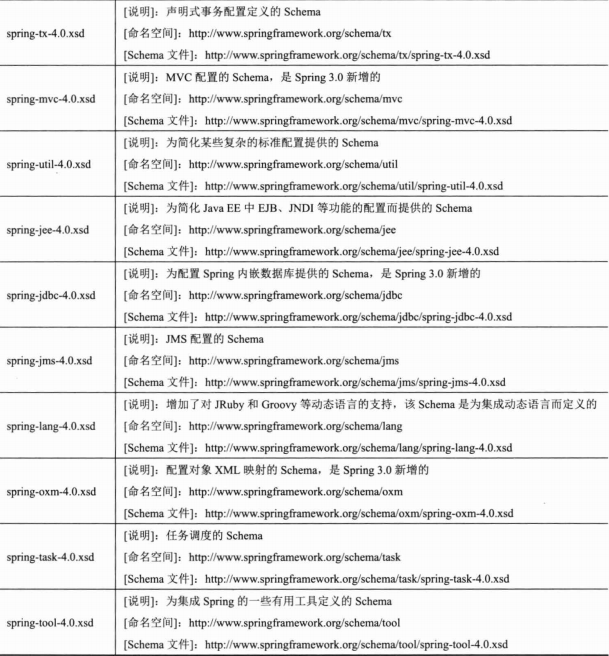 spring-tx-4.0.xsd
[说明]：声明式事务配置定义的 Schema
[命名空间]：http://www.springframework.org/schema/tx
[Schema 文件]：http://www.springframework.org/schema/tx/spring-tx-4.0.xsd
spring-mvc-4.0.xsd
[说明]：MVC 配置的 Schema，是 Spring 3.0 新增的
[命名空间]：http://www.springframework.org/schema/mvc
[Schema 文件]：http://www.springframework.org/schema/mvc/spring-mvc-4.0.xsd
spring-util-4.0.xsd
[说明]：为简化某些复杂的标准配置提供的 Schema
[命名空间]：http://www.springframework.org/schema/util
[Schema 文件]：http://www.springframework.org/schema/util/spring-util-4.0.xsd
spring-jee-4.0.xsd
[说明]：为简化 Java EE 中 EJB、JNDI 等功能的配置而提供的 Schema
[命名空间]：http://www.springframework.org/schema/jee
[Schema 文件]：http://www.springframework.org/schema/jee/spring-jee-4.0.xsd
spring-jdbc-4.0.xsd
[说明]：为配置 Spring 内嵌数据库提供的 Schema，是 Spring 3.0 新增的
[命名空间]：http://www.springframework.org/schema/jdbc
[Schema 文件]：http://www.springframework.org/schema/jdbc/spring-jdbc-4.0.xsd
spring-jms-4.0.xsd
[说明]：JMS 配置的 Schema
[命名空间]：http://www.springframework.org/schema/jms
[Schema 文件]：http://www.springframework.org/schema/jms/spring-jms-4.0.xsd
spring-lang-4.0.xsd
[说明]：增加了对 JRuby 和 Groovy 等动态语言的支持，该 Schema 是为集成动态语言而定义的
[命名空间]：http://www.springframework.org/schema/lang
[Schema 文件]：http://www.springframework.org/schema/lang/spring-lang-4.0.xsd
spring-oxm-4.0.xsd
[说明]：配置对象 XML 映射的 Schema，是 Spring 3.0 新增的
[命名空间]：http://www.springframework.org/schema/oxm
[Schema 文件]：http://www.springframework.org/schema/oxm/spring-oxm-4.0.xsd
spring-task-4.0.xsd
[说明]：任务调度的 Schema
[命名空间]：http://www.springframework.org/schema/task
[Schema 文件]：http://www.springframework.org/schema/task/spring-task-4.0.xsd
spring-tool-4.0.xsd
[说明]：为集成 Spring 的一些有用工具定义的 Schema
[命名空间]：http://www.springframework.org/schema/tool
[Schema 文件]：http://www.springframework.org/schema/tool/spring-tool-4.0.xsd